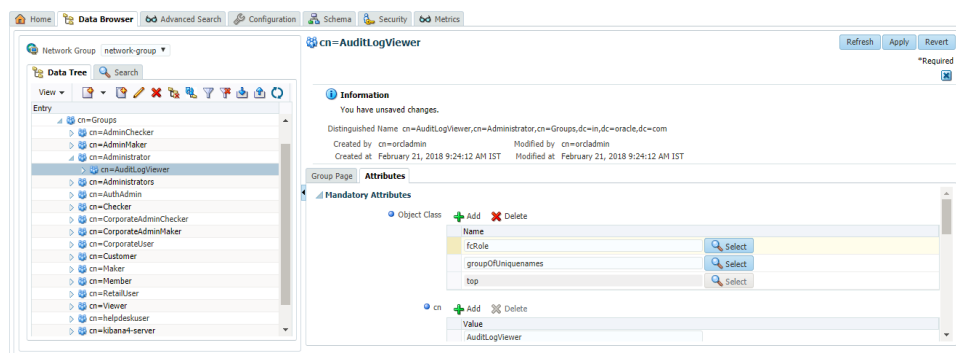 Home Data Browser Advanced Search Configuration Schema Security Metrics
Network Group network-group
Data Tree Search
View
Entry
cn=Groups
cn=AdminChecker
cn=AdminMaker
cn=Administrator
cn=AuditLogViewer
cn=Administrators
cn=AuthAdmin
cn=Checker
cn=CorporateAdminChecker
cn=CorporateAdminMaker
cn=CorporateUser
cn=Customer
cn=Maker
cn=Member
cn=RetailUser
cn=Viewer
cn=helpdeskuser
cn=kibana4-server
cn=AuditLogViewer
Refresh Apply Revert
*Required
Information
You have unsaved changes.
Distinguished Name cn=AuditLogViewer,cn=Administrator,cn=Groups,dc=in,dc=oracle,dc=com
Created by cn=orcladmin Modified by cn=orcladmin
Created at February 21, 2018 9:24:12 AM IST Modified at February 21, 2018 9:24:12 AM IST
Group Page Attributes
Mandatory Attributes
Object Class Add Delete
Name
fcRole Select
groupOfUniquenames Select
top Select
cn Add Delete
Value
AuditLogViewer